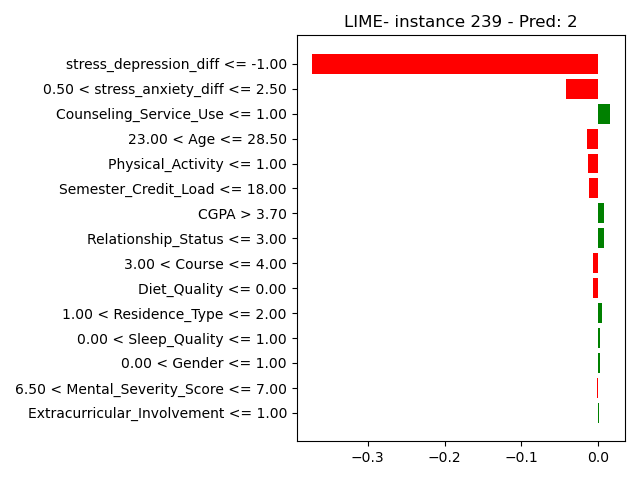 LIME- instance 239 - Pred: 2
stress_depression_diff <= -1.00
0.50 < stress_anxiety_diff <= 2.50
Counseling_Service_Use <= 1.00
23.00 < Age <= 28.50
Physical_Activity <= 1.00
Semester_Credit_Load <= 18.00
CGPA > 3.70
Relationship_Status <= 3.00
3.00 < Course <= 4.00
Diet_Quality <= 0.00
1.00 < Residence_Type <= 2.00
0.00 < Sleep_Quality <= 1.00
0.00 < Gender <= 1.00
6.50 < Mental_Severity_Score <= 7.00
Extracurricular_Involvement <= 1.00
−0.3 −0.2 −0.1 0.0